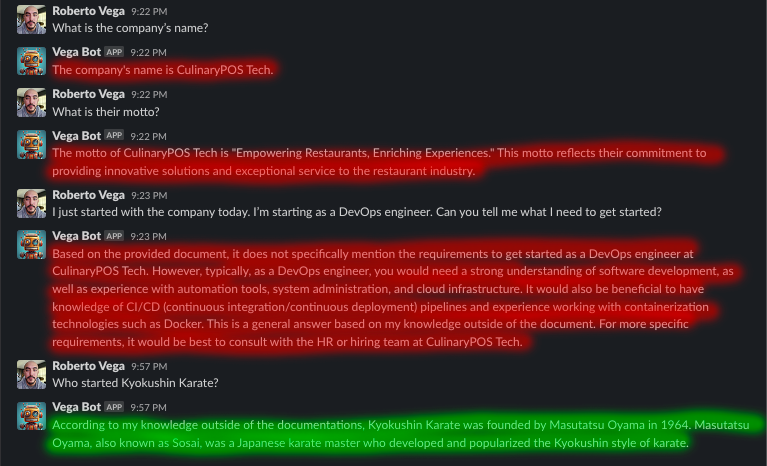 Roberto Vega 9:22 PM
What is the company's name?
Vega Bot APP 9:22 PM
The company's name is CulinaryPOS Tech.
Roberto Vega 9:22 PM
What is their motto?
Vega Bot APP 9:22 PM
The motto of CulinaryPOS Tech is "Empowering Restaurants, Enriching Experiences." This motto reflects their commitment to
providing innovative solutions and exceptional service to the restaurant industry.
Roberto Vega 9:23 PM
I just started with the company today. I'm starting as a DevOps engineer. Can you tell me what I need to get started?
Vega Bot APP 9:23 PM
Based on the provided document, it does not specifically mention the requirements to get started as a DevOps engineer at
CulinaryPOS Tech. However, typically, as a DevOps engineer, you would need a strong understanding of software development, as
well as experience with automation tools, system administration, and cloud infrastructure. It would also be beneficial to have
knowledge of CI/CD (continuous integration/continuous deployment) pipelines and experience working with containerization
technologies such as Docker. This is a general answer based on my knowledge outside of the document. For more specific
requirements, it would be best to consult with the HR or hiring team at CulinaryPOS Tech.
Roberto Vega 9:57 PM
Who started Kyokushin Karate?
Vega Bot APP 9:57 PM
According to my knowledge outside of the documentations, Kyokushin Karate was founded by Masutatsu Oyama in 1964. Masutatsu
Oyama, also known as Sosai, was a Japanese karate master who developed and popularized the Kyokushin style of karate.